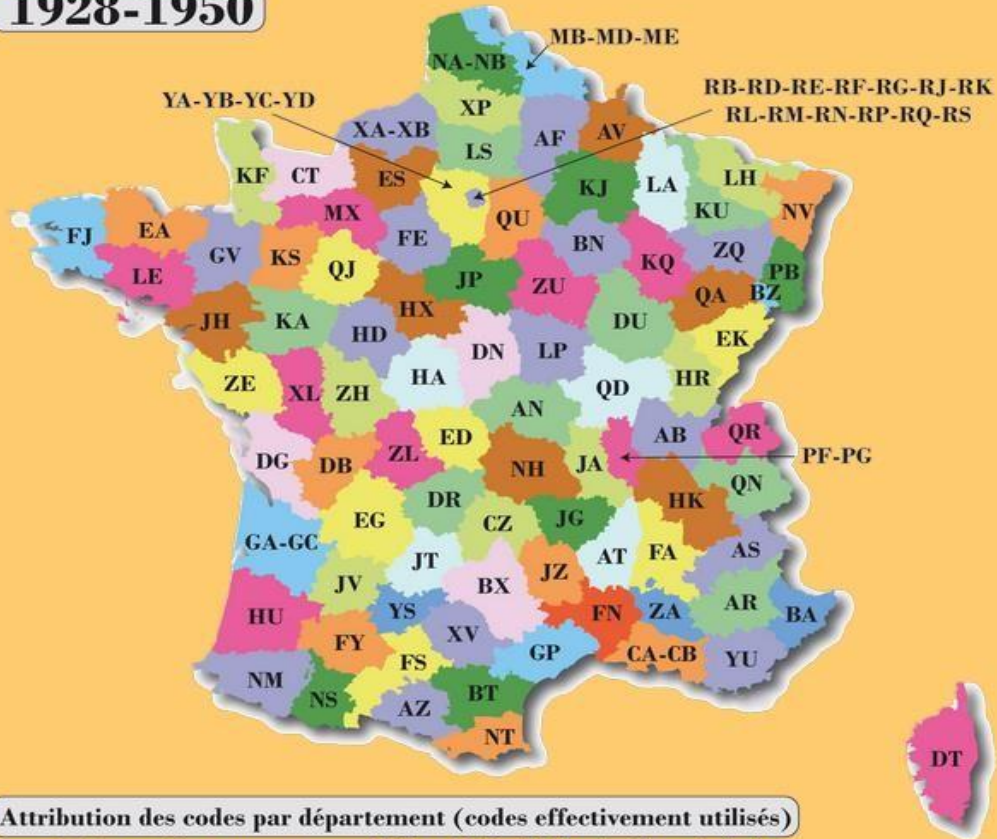 1928-1950
MB-MD-ME
NA-NB
RB-RD-RE-RF-RG-RJ-RK
YA-YB-YC-YD
XP
RL-RM-RN-RP-RQ-RS
XA-XB
AF
AV
LS
KF
CT
ES
KJ
LA
LH
MX
QU
KU
NV
FJ
EA
GV
KS
FE
BN
ZQ
LE
QJ
JP
ZU
KQ
PB
JH
KA
HX
QA
BZ
HD
DU
EK
DN
LP
ZE
XL
ZH
HA
QD
HR
AN
DG
DB
ZL
ED
NH
JA
AB
QR
PF-PG
QN
EG
DR
CZ
JG
HK
GA-GC
JT
AT
FA
AS
JV
BX
JZ
HU
YS
FN
ZA
AR
BA
FY
XV
FS
GP
CA-CB
YU
NM
NS
AZ
BT
NT
DT
Attribution des codes par département (codes effectivement utilisés)